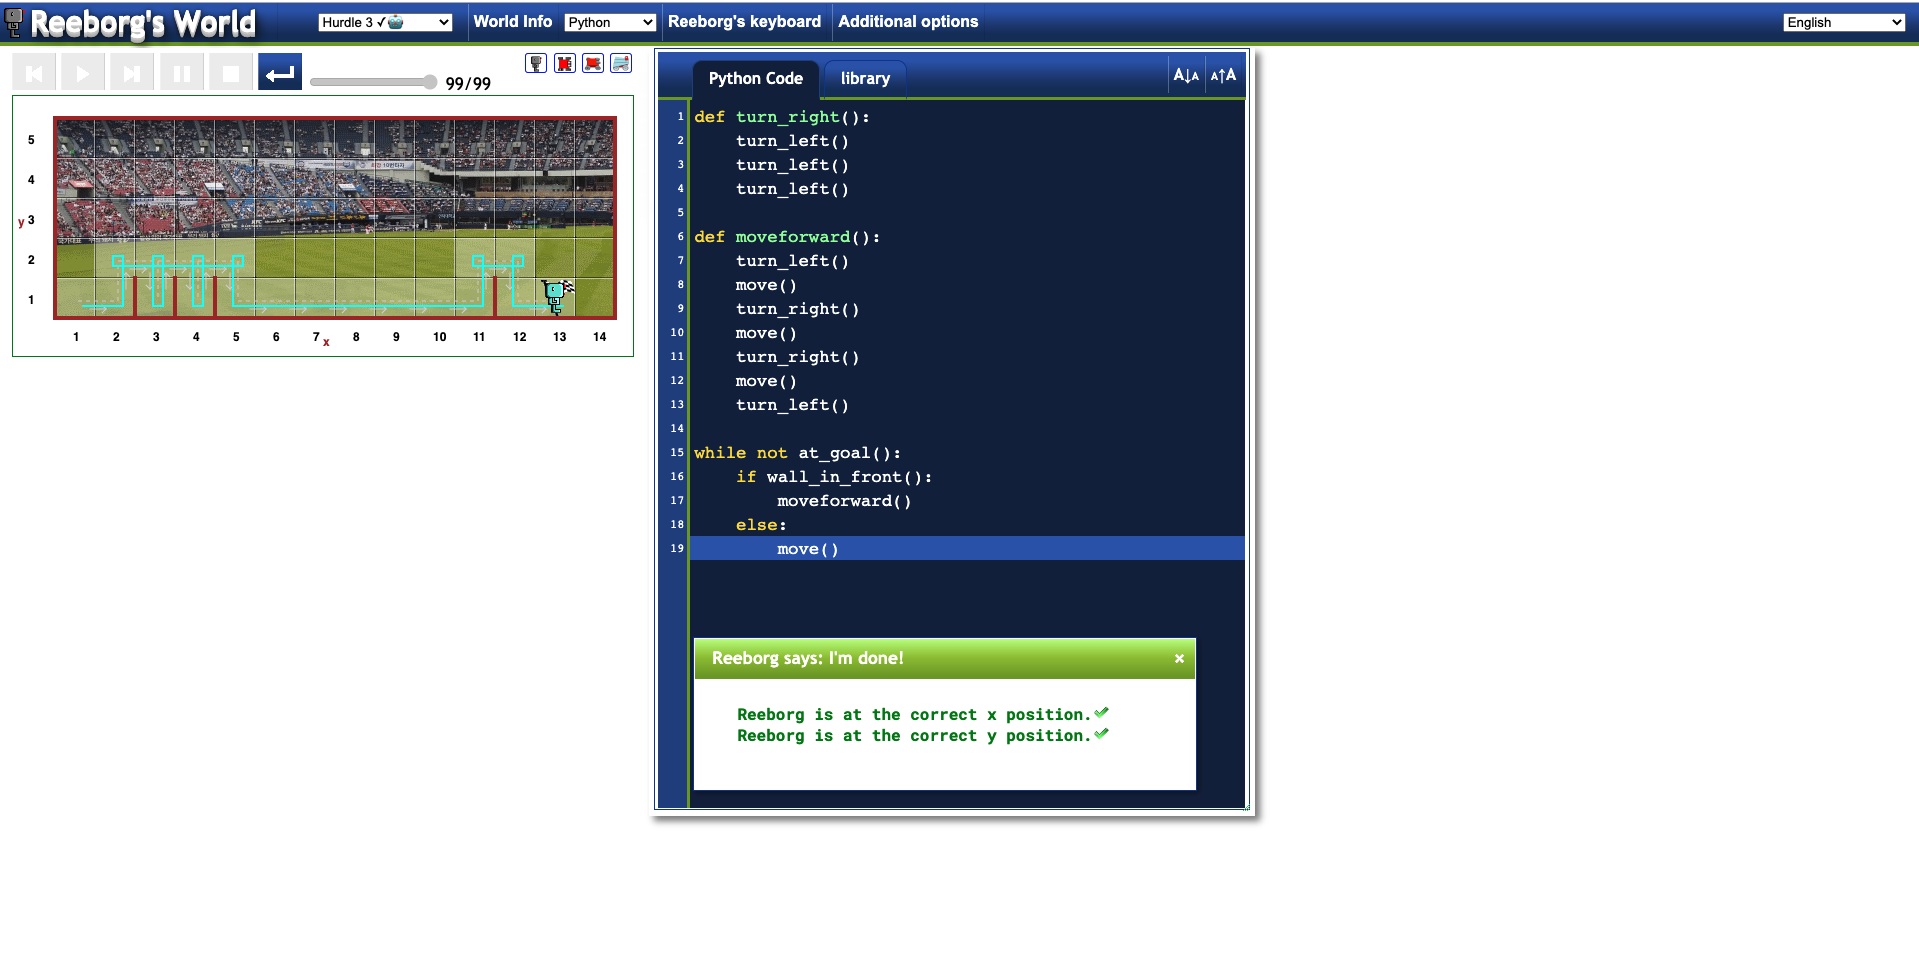 Reeborg's World
Hurdle 3 ✓🤖
World Info
Python
Reeborg's keyboard
Additional options
English
99/99
5
4
y 3
2
1
1 2 3 4 5 6 7 x 8 9 10 11 12 13 14
Python Code
library
A↓A
A↑A
1 def turn_right():
2     turn_left()
3     turn_left()
4     turn_left()
5
6 def moveforward():
7     turn_left()
8     move()
9     turn_right()
10     move()
11     turn_right()
12     move()
13     turn_left()
14
15 while not at_goal():
16     if wall_in_front():
17         moveforward()
18     else:
19         move()
Reeborg says: I'm done!
×
Reeborg is at the correct x position.✔
Reeborg is at the correct y position.✔